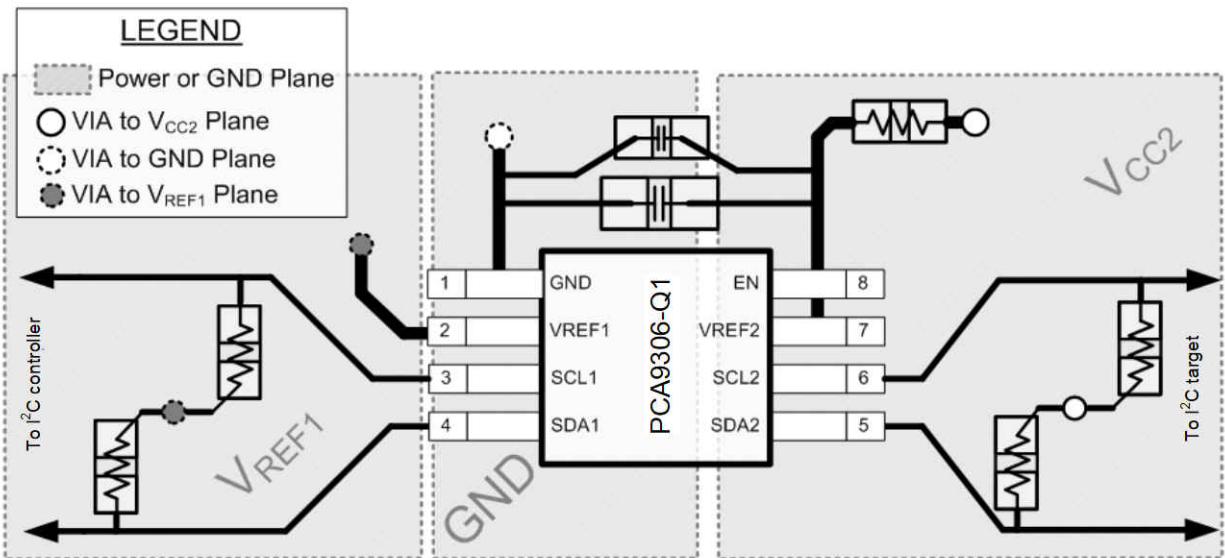 LEGEND
Power or GND Plane
VIA to VCC2 Plane
VIA to GND Plane
VIA to VREF1 Plane
VCC2
1 GND
EN 8
2 VREF1
VREF2 7
3 SCL1
SCL2 6
4 SDA1
SDA2 5
PCA9306-Q1
To I²C controller
To I²C target
VREF1
GND